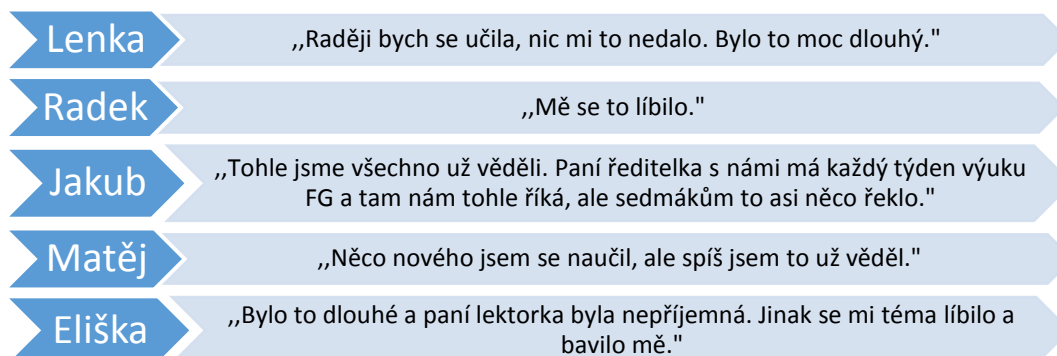 Lenka
,,Raději bych se učila, nic mi to nedalo. Bylo to moc dlouhý."
Radek
,,Mě se to líbilo."
Jakub
,,Tohle jsme všechno už věděli. Paní ředitelka s námi má každý týden výuku
FG a tam nám tohle říká, ale sedmákům to asi něco řeklo."
Matěj
,,Něco nového jsem se naučil, ale spíš jsem to už věděl."
Eliška
,,Bylo to dlouhé a paní lektorka byla nepříjemná. Jinak se mi téma líbilo a
bavilo mě."